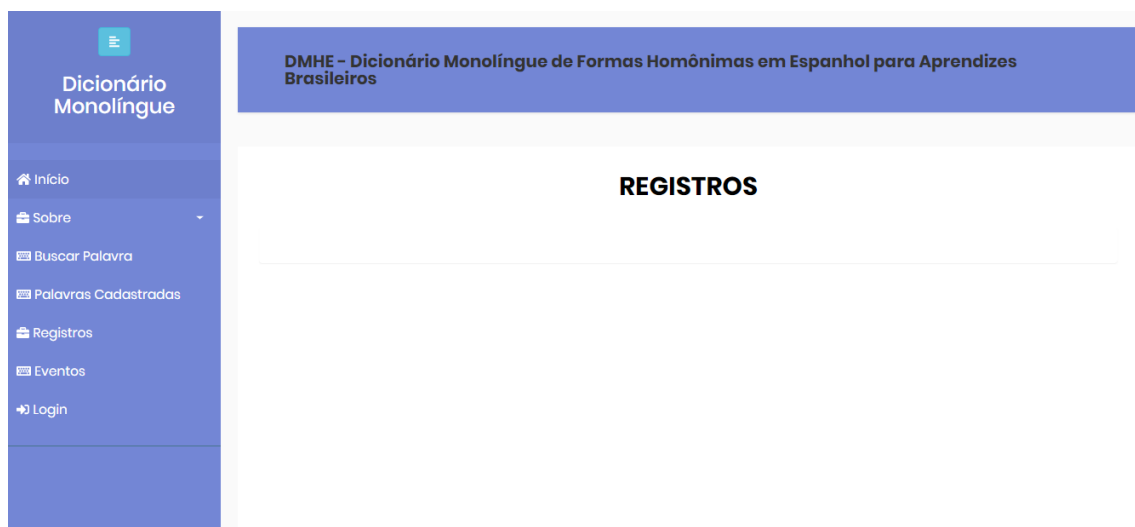 Dicionário
Monolíngue
Início
Sobre
Buscar Palavra
Palavras Cadastradas
Registros
Eventos
Login
DMHE - Dicionário Monolíngue de Formas Homônimas em Espanhol para Aprendizes
Brasileiros
REGISTROS